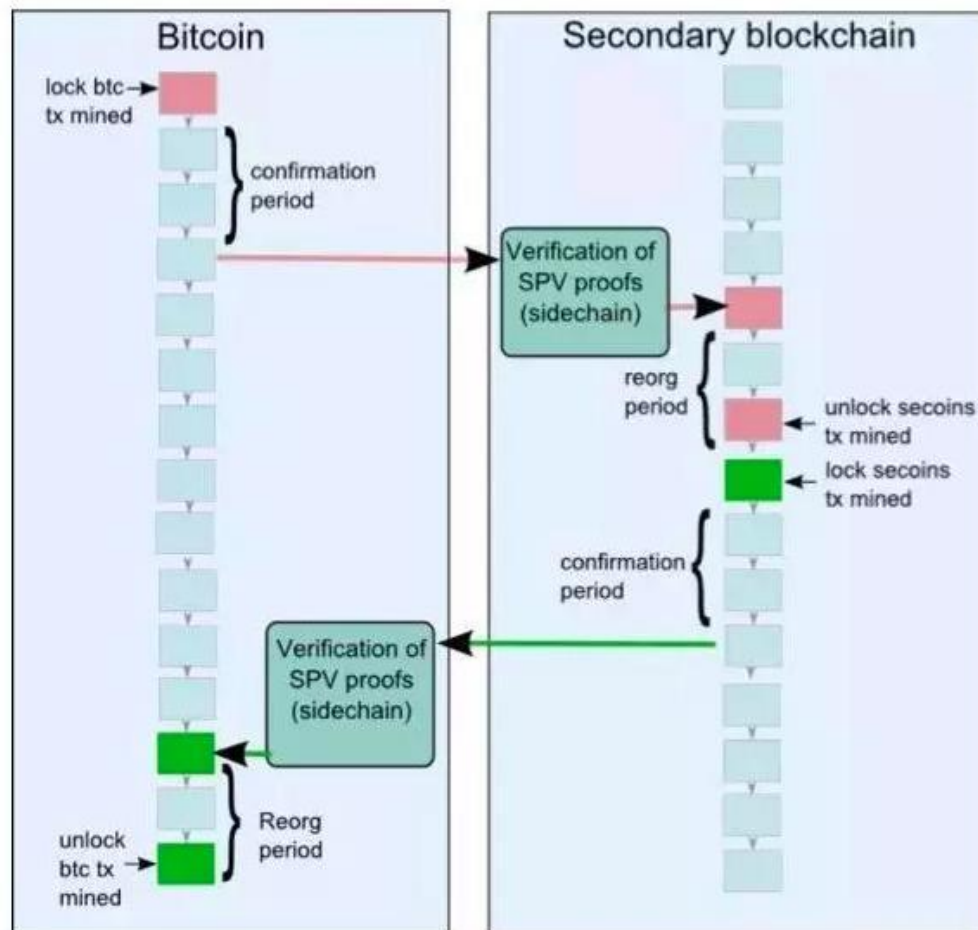 Bitcoin
lock btc
tx mined
confirmation
period
Secondary blockchain
Verification of
SPV proofs
(sidechain)
reorg
period
unlock secoins
tx mined
lock secoins
tx mined
confirmation
period
Verification of
SPV proofs
(sidechain)
Reorg
period
unlock
btc tx
mined